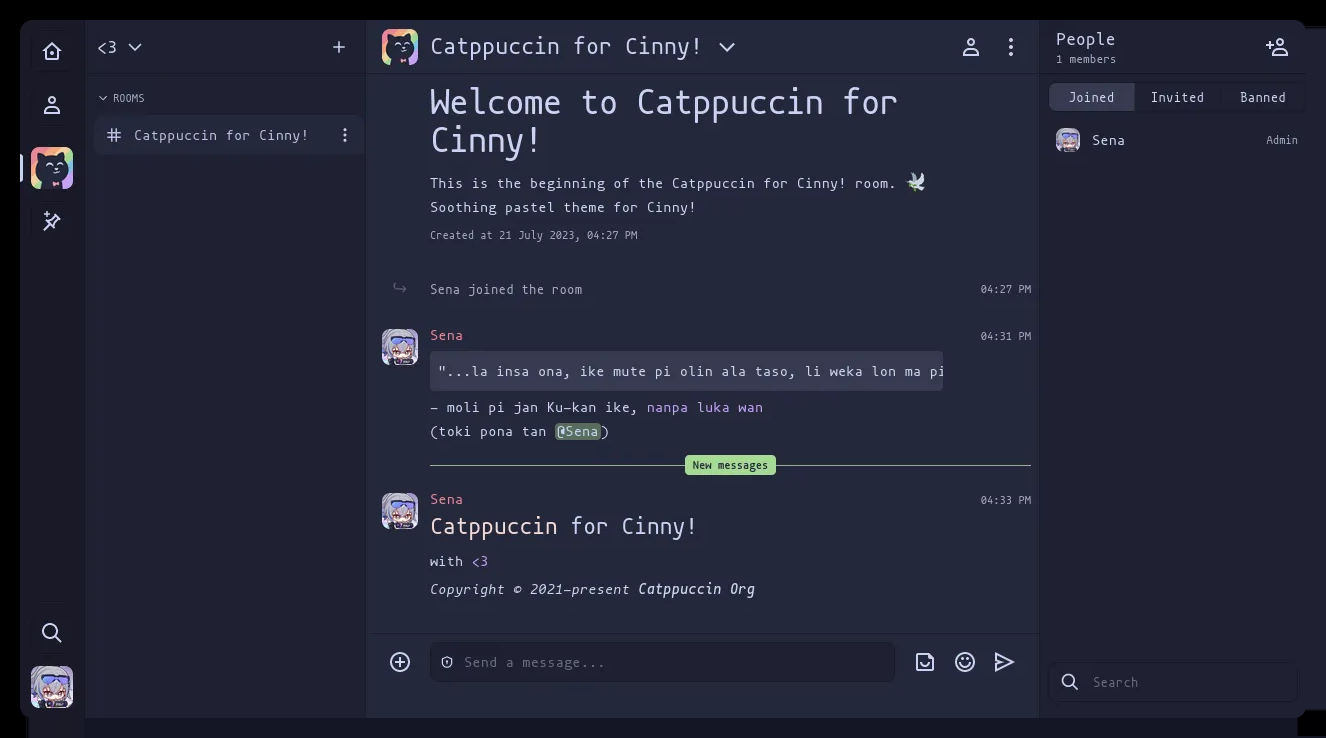 <3
ROOMS
# Catppuccin for Cinny!
Catppuccin for Cinny!
Welcome to Catppuccin for
Cinny!
This is the beginning of the Catppuccin for Cinny! room. 🕊️
Soothing pastel theme for Cinny!
Created at 21 July 2023, 04:27 PM
Sena joined the room
04:27 PM
Sena
04:31 PM
"...la insa ona, ike mute pi olin ala taso, li weka lon ma pi
— moli pi jan Ku-kan ike, nanpa luka wan
(toki pona tan @Sena)
New messages
Sena
04:33 PM
Catppuccin for Cinny!
with <3
Copyright © 2021-present Catppuccin Org
Send a message...
People
1 members
Joined
Invited
Banned
Sena
Admin
Search